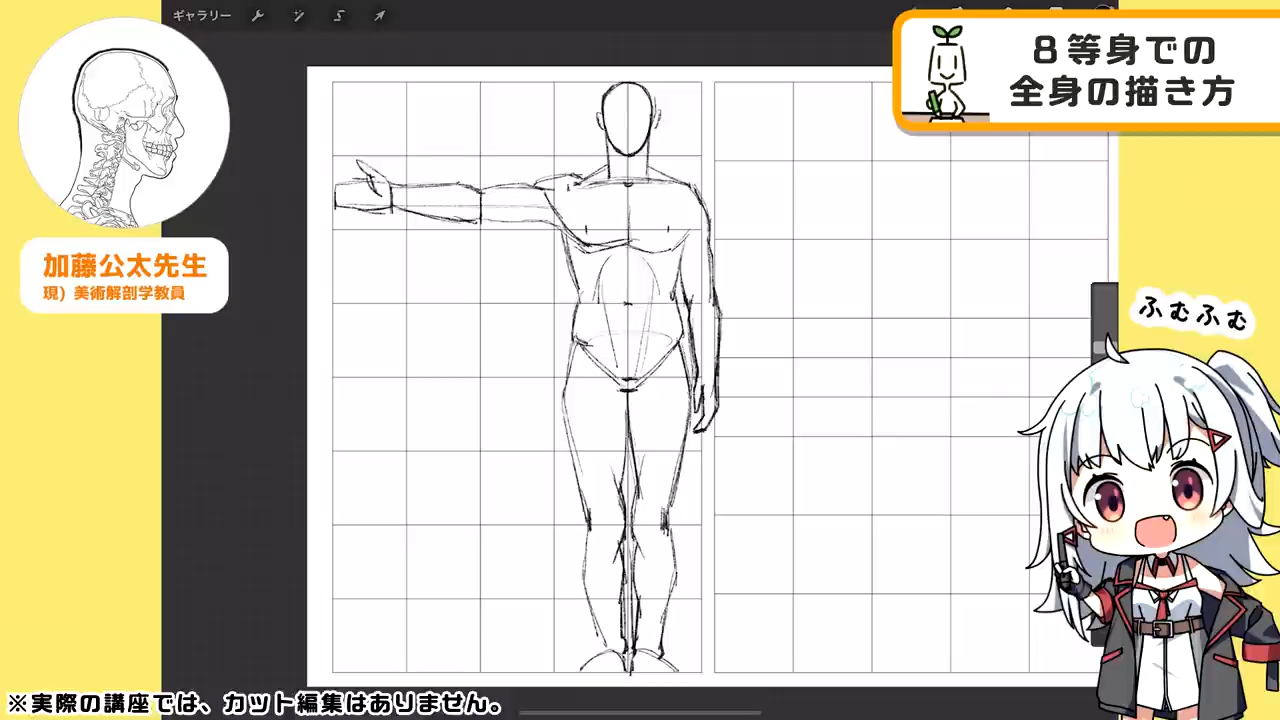 ギャラリー
8等身での
全身の描き方
加藤公太先生
現) 美術解剖学教員
ふむふむ
※実際の講座では、カット編集はありません。